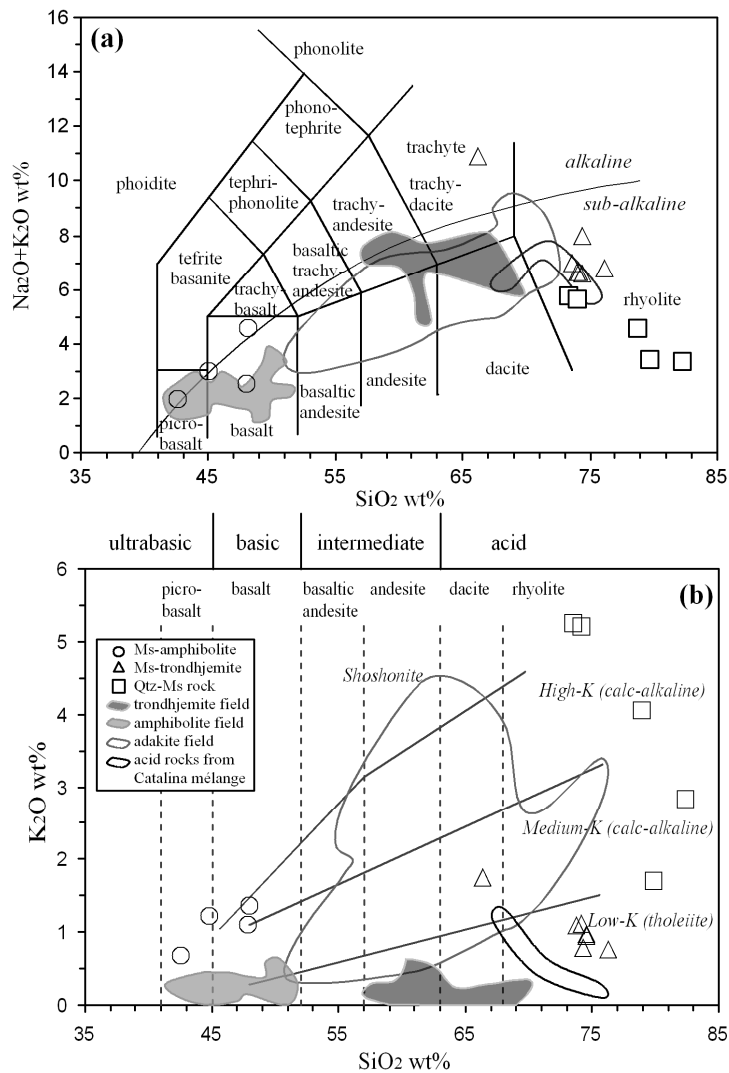 16
14
12
10
8
6
4
2
0
Na2O+K2O wt%
(a)
phonolite
phono-
tephrite
phoidite
tephri-
phonolite
trachyte
trachy-
dacite
alkaline
sub-alkaline
trachy-
andesite
tefrite
basanite
basaltic
trachy-
andesite
trachy-
basalt
rhyolite
dacite
andesite
basaltic
andesite
picro-
basalt
basalt
35 45 55 65 75 85
SiO2 wt%
ultrabasic basic intermediate acid
6
5
4
3
2
1
0
K2O wt%
(b)
picro-
basalt
basalt
basaltic
andesite
andesite
dacite
rhyolite
Ms-amphibolite
Ms-trondhjemite
Qtz-Ms rock
trondhjemite field
amphibolite field
adakite field
acid rocks from
Catalina mélange
Shoshonite
High-K (calc-alkaline)
Medium-K (calc-alkaline)
Low-K (tholeiite)
35 45 55 65 75 85
SiO2 wt%